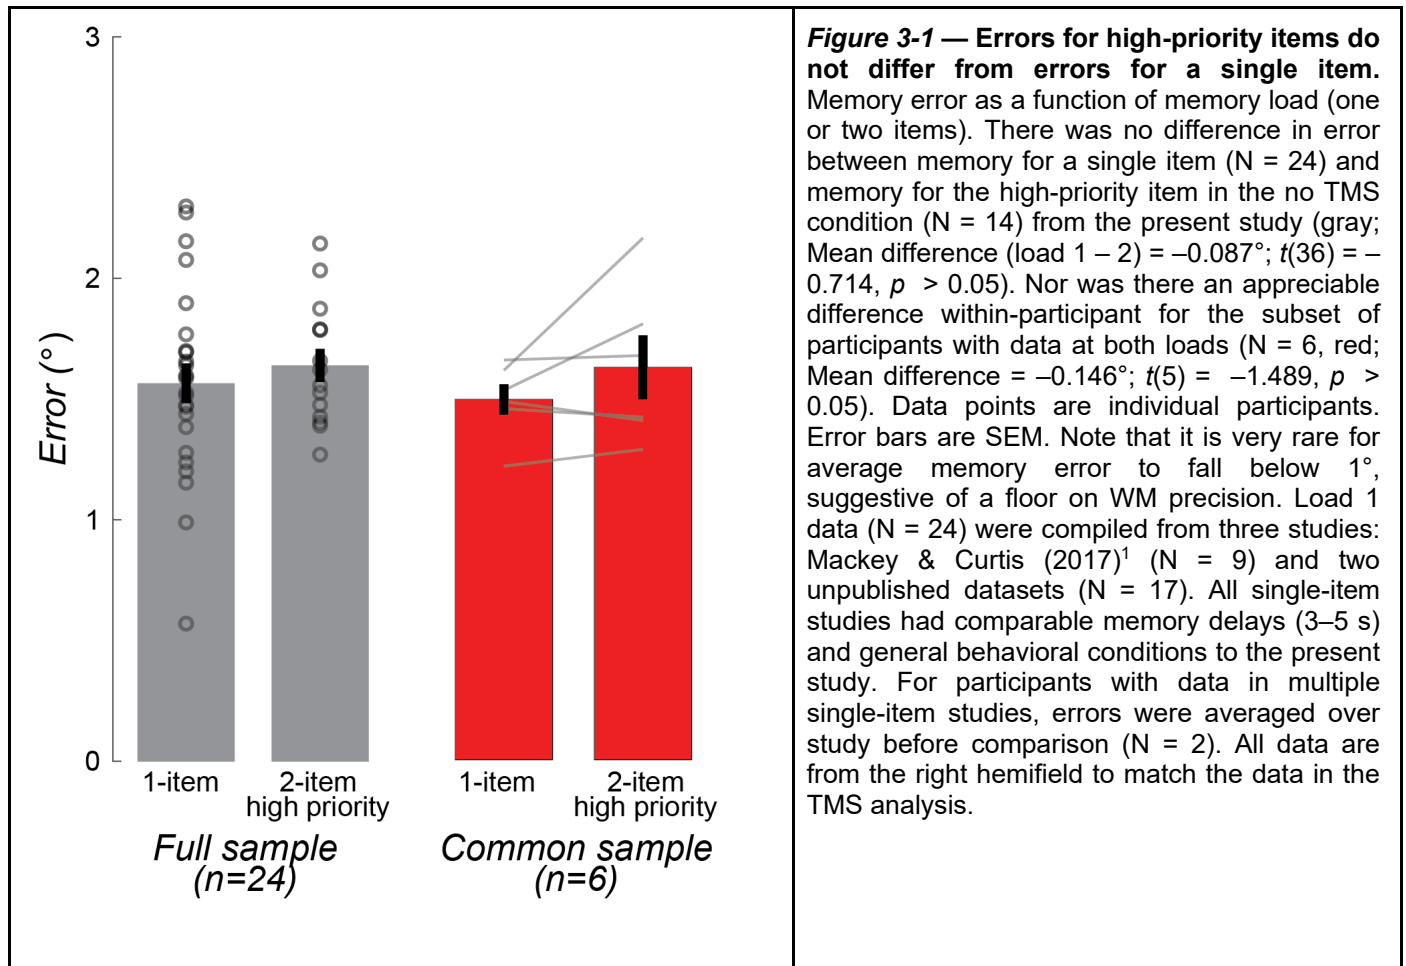 3
2
1
0
Error (°)
1-item
2-item
high priority
1-item
2-item
high priority
Full sample
(n=24)
Common sample
(n=6)
Figure 3-1 — Errors for high-priority items do
not differ from errors for a single item.
Memory error as a function of memory load (one
or two items). There was no difference in error
between memory for a single item (N = 24) and
memory for the high-priority item in the no TMS
condition (N = 14) from the present study (gray;
Mean difference (load 1 – 2) = –0.087°; t(36) = –
0.714, p > 0.05). Nor was there an appreciable
difference within-participant for the subset of
participants with data at both loads (N = 6, red;
Mean difference = –0.146°; t(5) = –1.489, p >
0.05). Data points are individual participants.
Error bars are SEM. Note that it is very rare for
average memory error to fall below 1°,
suggestive of a floor on WM precision. Load 1
data (N = 24) were compiled from three studies:
Mackey & Curtis (2017)¹ (N = 9) and two
unpublished datasets (N = 17). All single-item
studies had comparable memory delays (3–5 s)
and general behavioral conditions to the present
study. For participants with data in multiple
single-item studies, errors were averaged over
study before comparison (N = 2). All data are
from the right hemifield to match the data in the
TMS analysis.